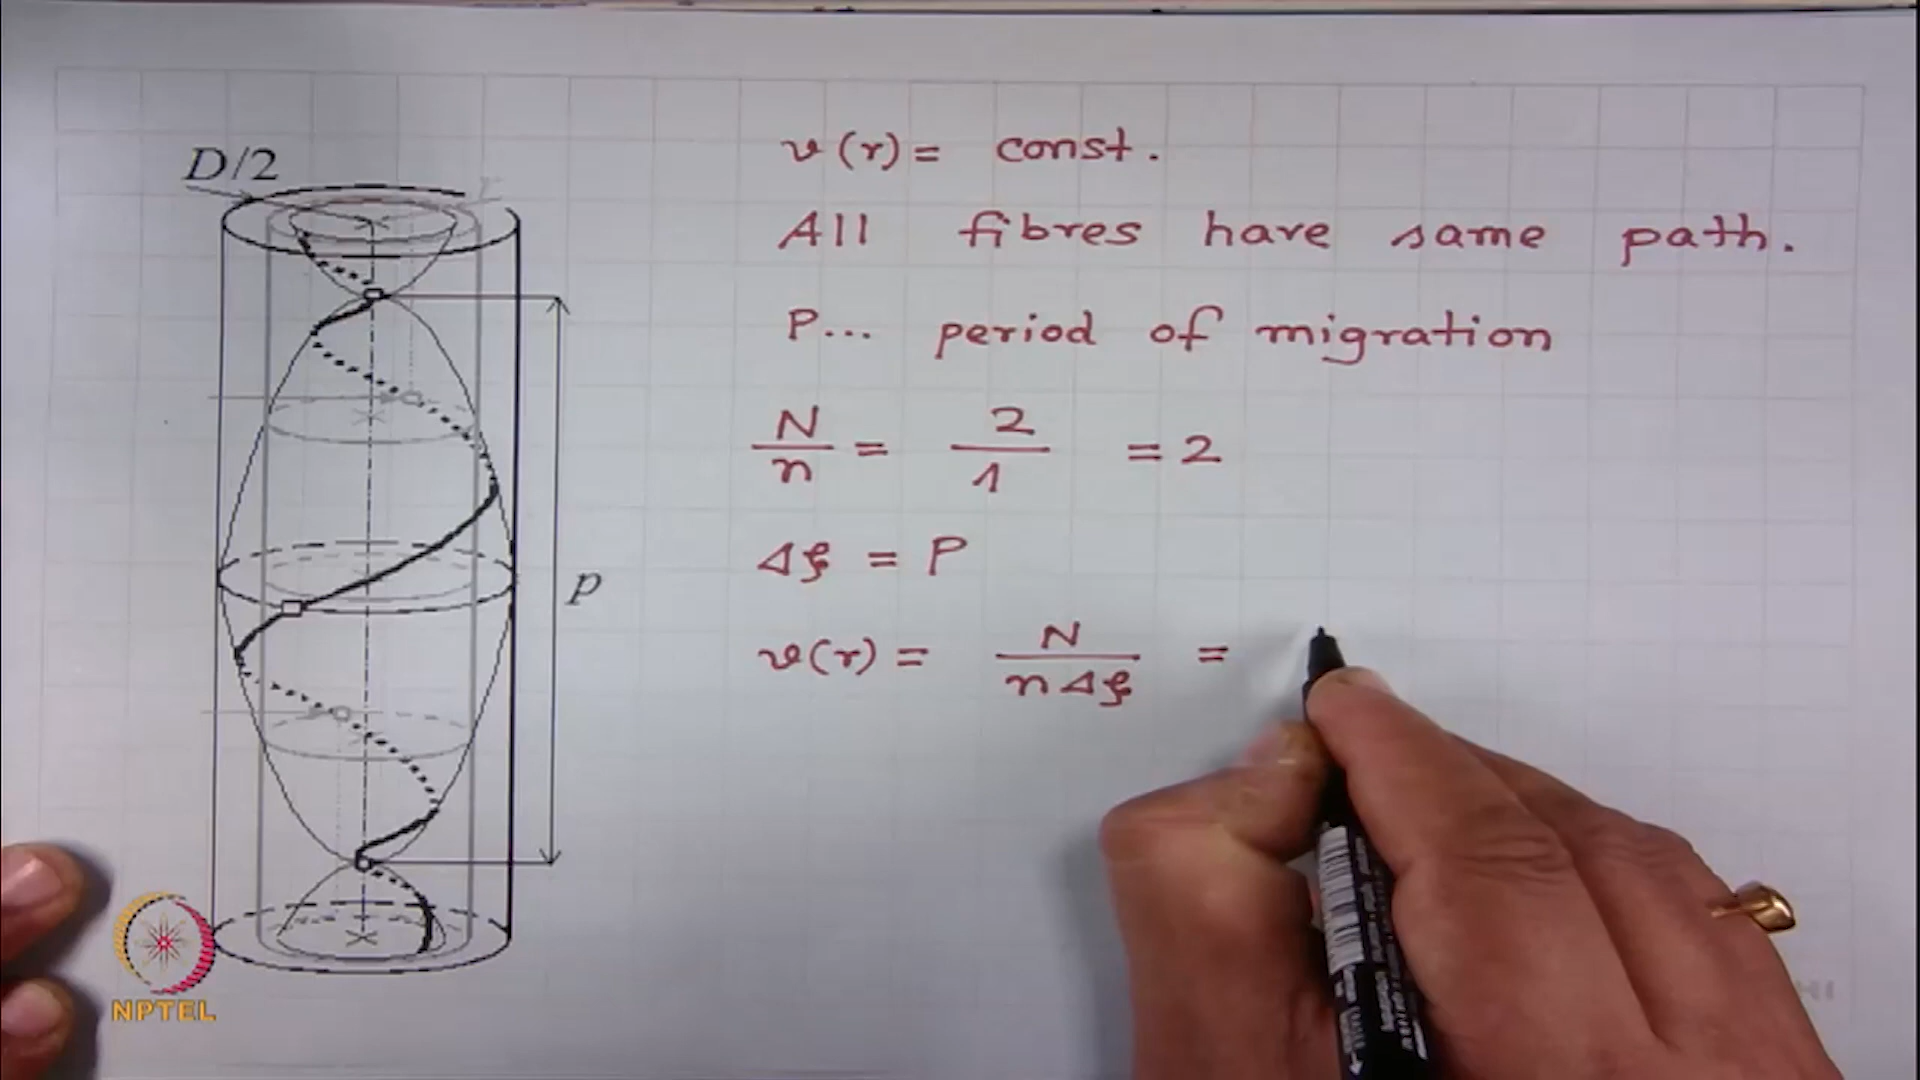 D/2
r
p
ν(r) = const.
All fibres have same path.
P... period of migration
N/n = 2/1 = 2
Δξ = P
ν(r) = N/nΔξ =
NPTEL